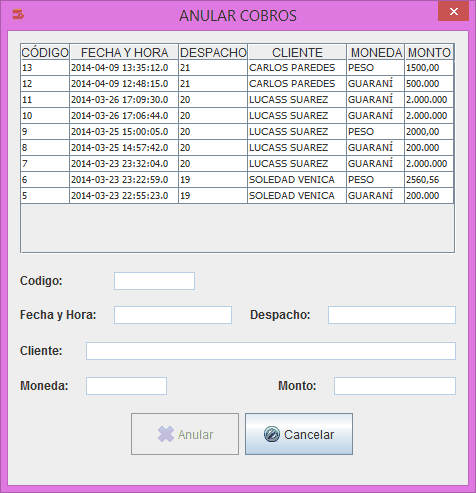 ANULAR COBROS
CÓDIGO FECHA Y HORA DESPACHO CLIENTE MONEDA MONTO
13 2014-04-09 13:35:12.0 21 CARLOS PAREDES PESO 1500,00
12 2014-04-09 12:48:15.0 21 CARLOS PAREDES GUARANÍ 500.000
11 2014-03-26 17:09:30.0 20 LUCASS SUAREZ GUARANÍ 2.000.000
10 2014-03-26 17:06:44.0 20 LUCASS SUAREZ GUARANÍ 2.000.000
9 2014-03-25 15:00:05.0 20 LUCASS SUAREZ PESO 2000,00
8 2014-03-25 14:57:42.0 20 LUCASS SUAREZ GUARANÍ 200.000
7 2014-03-23 23:32:04.0 20 LUCASS SUAREZ GUARANÍ 2.000.000
6 2014-03-23 23:22:59.0 19 SOLEDAD VENICA PESO 2560,56
5 2014-03-23 22:55:23.0 19 SOLEDAD VENICA GUARANÍ 200.000
Codigo:
Fecha y Hora: Despacho:
Cliente:
Moneda: Monto:
Anular Cancelar